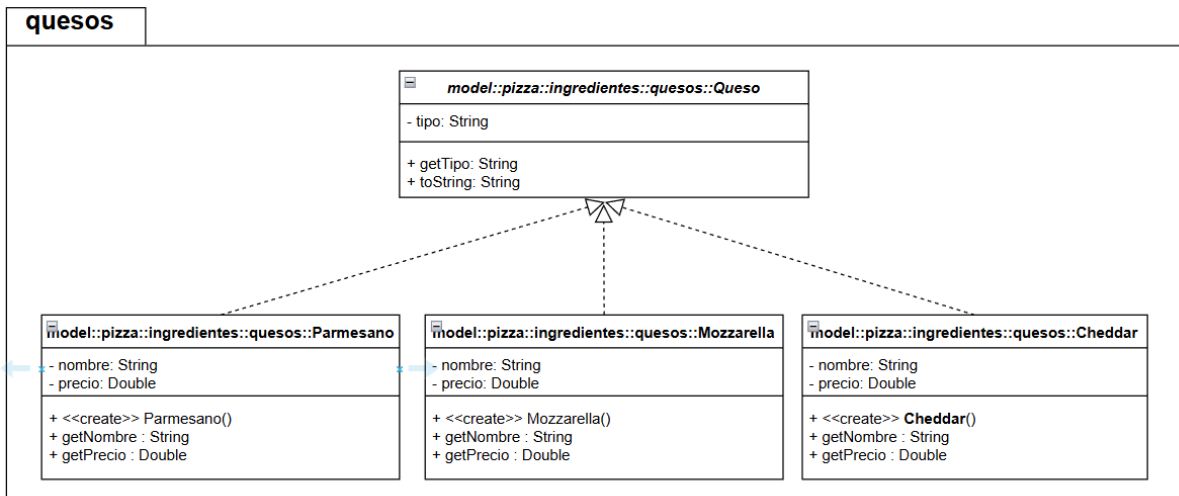 quesos
model::pizza::ingredientes::quesos::Queso
- tipo: String
+ getTipo: String
+ toString: String
model::pizza::ingredientes::quesos::Parmesano
- nombre: String
- precio: Double
+ <<create>> Parmesano()
+ getNombre : String
+ getPrecio : Double
model::pizza::ingredientes::quesos::Mozzarella
- nombre: String
- precio: Double
+ <<create>> Mozzarella()
+ getNombre : String
+ getPrecio : Double
model::pizza::ingredientes::quesos::Cheddar
- nombre: String
- precio: Double
+ <<create>> Cheddar()
+ getNombre : String
+ getPrecio : Double